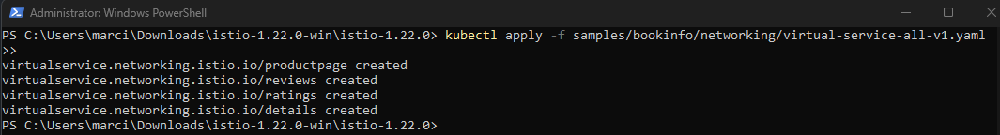 Administrator: Windows PowerShell
PS C:\Users\marci\Downloads\istio-1.22.0-win\istio-1.22.0> kubectl apply -f samples/bookinfo/networking/virtual-service-all-v1.yaml
>>
virtualservice.networking.istio.io/productpage created
virtualservice.networking.istio.io/reviews created
virtualservice.networking.istio.io/ratings created
virtualservice.networking.istio.io/details created
PS C:\Users\marci\Downloads\istio-1.22.0-win\istio-1.22.0>